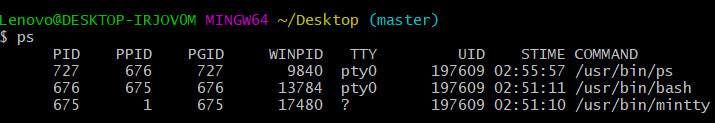 Lenovo@DESKTOP-IRJOV0M MINGW64 ~/Desktop (master)
$ ps
PID PPID PGID WINPID TTY UID STIME COMMAND
727 676 727 9840 pty0 197609 02:55:57 /usr/bin/ps
676 675 676 13784 pty0 197609 02:51:11 /usr/bin/bash
675 1 675 17480 ? 197609 02:51:10 /usr/bin/mintty